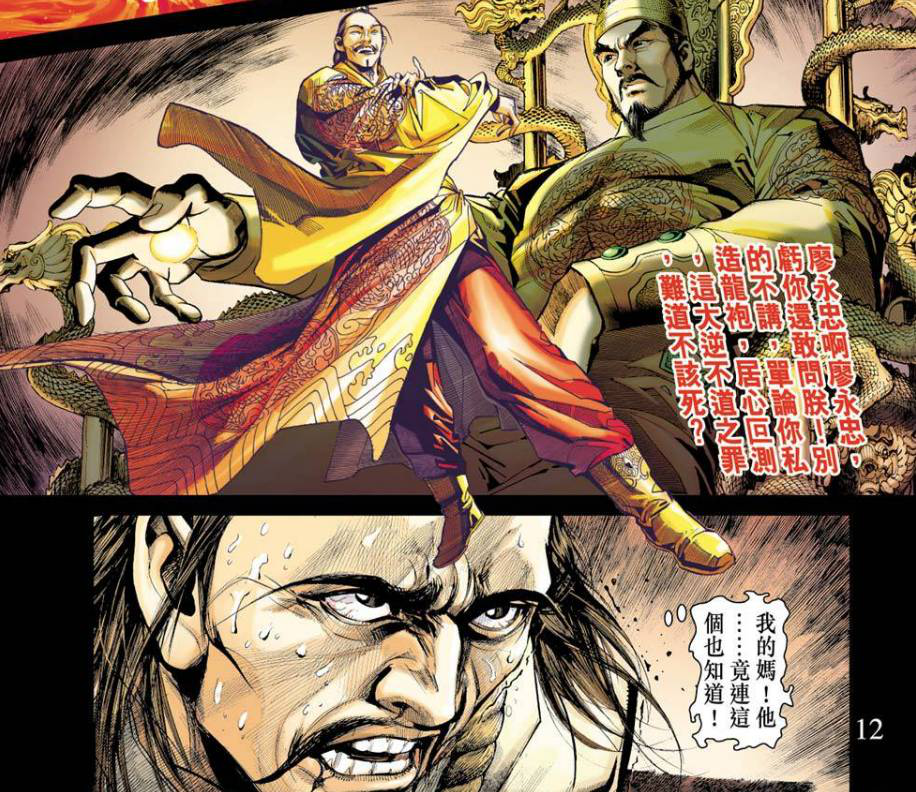 廖永忠啊廖永忠，
虧你還敢問朕！別
的不講，單論你私
造龍袍，居心叵測
，這大逆不道之罪
，難道不該死？
我的媽！他
……竟連這
個也知道！
12